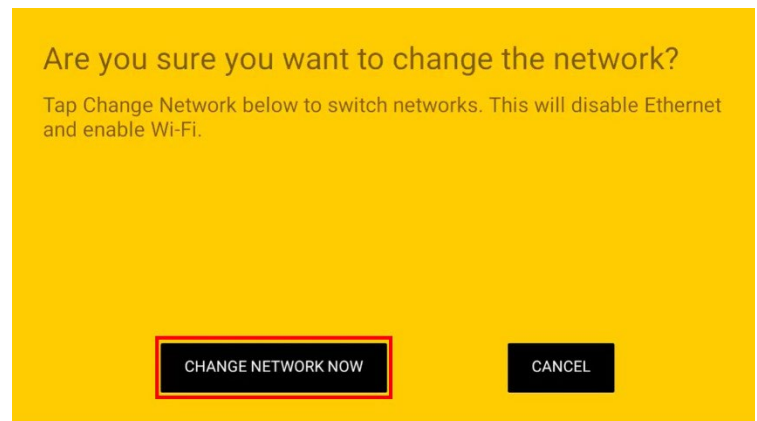 Are you sure you want to change the network?
Tap Change Network below to switch networks. This will disable Ethernet
and enable Wi-Fi.
CHANGE NETWORK NOW
CANCEL